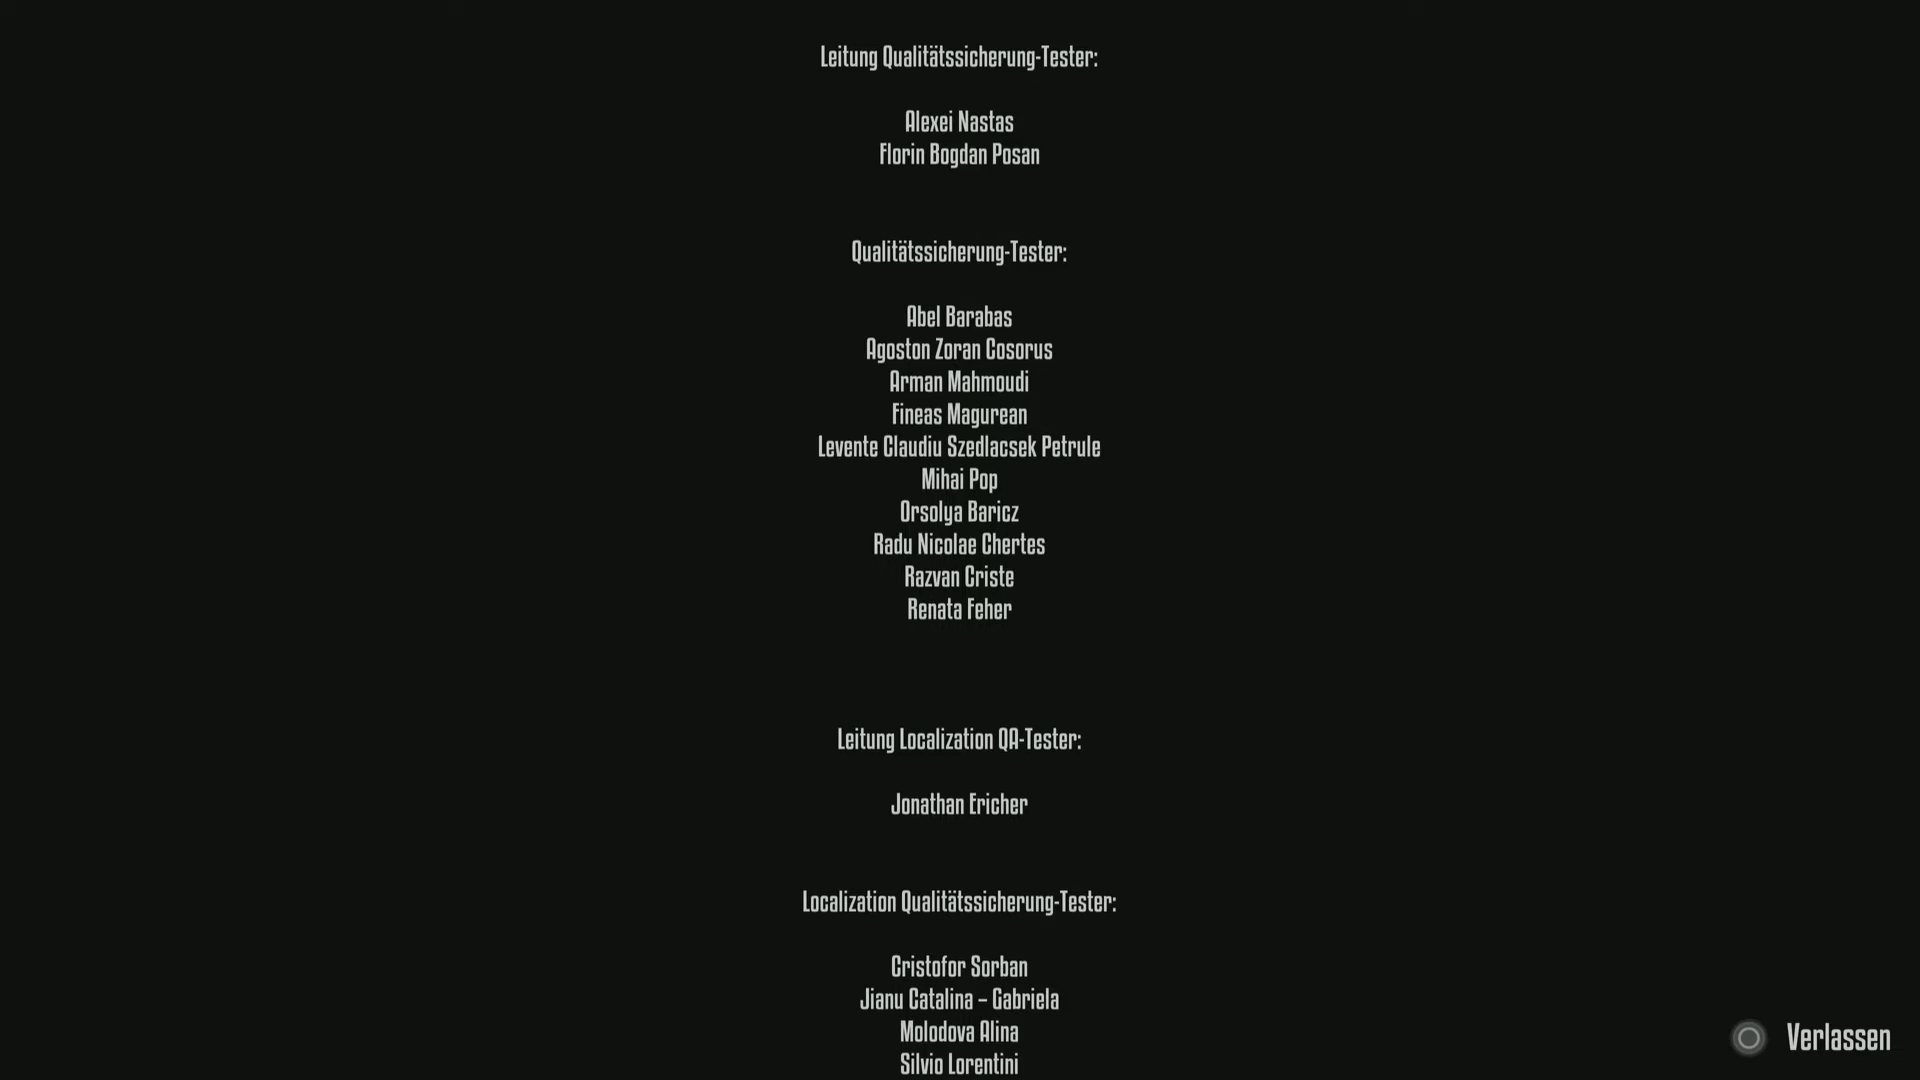 Leitung Qualitätssicherung-Tester:
Alexei Nastas
Florin Bogdan Posan
Qualitätssicherung-Tester:
Abel Barabas
Agoston Zoran Cosorus
Arman Mahmoudi
Fineas Magurean
Levente Claudiu Szedlacsek Petrule
Mihai Pop
Orsolya Baricz
Radu Nicolae Chertes
Razvan Criste
Renata Feher
Leitung Localization QA-Tester:
Jonathan Ericher
Localization Qualitätssicherung-Tester:
Cristofor Sorban
Jianu Catalina – Gabriela
Molodova Alina
Silvio Lorentini
Verlassen